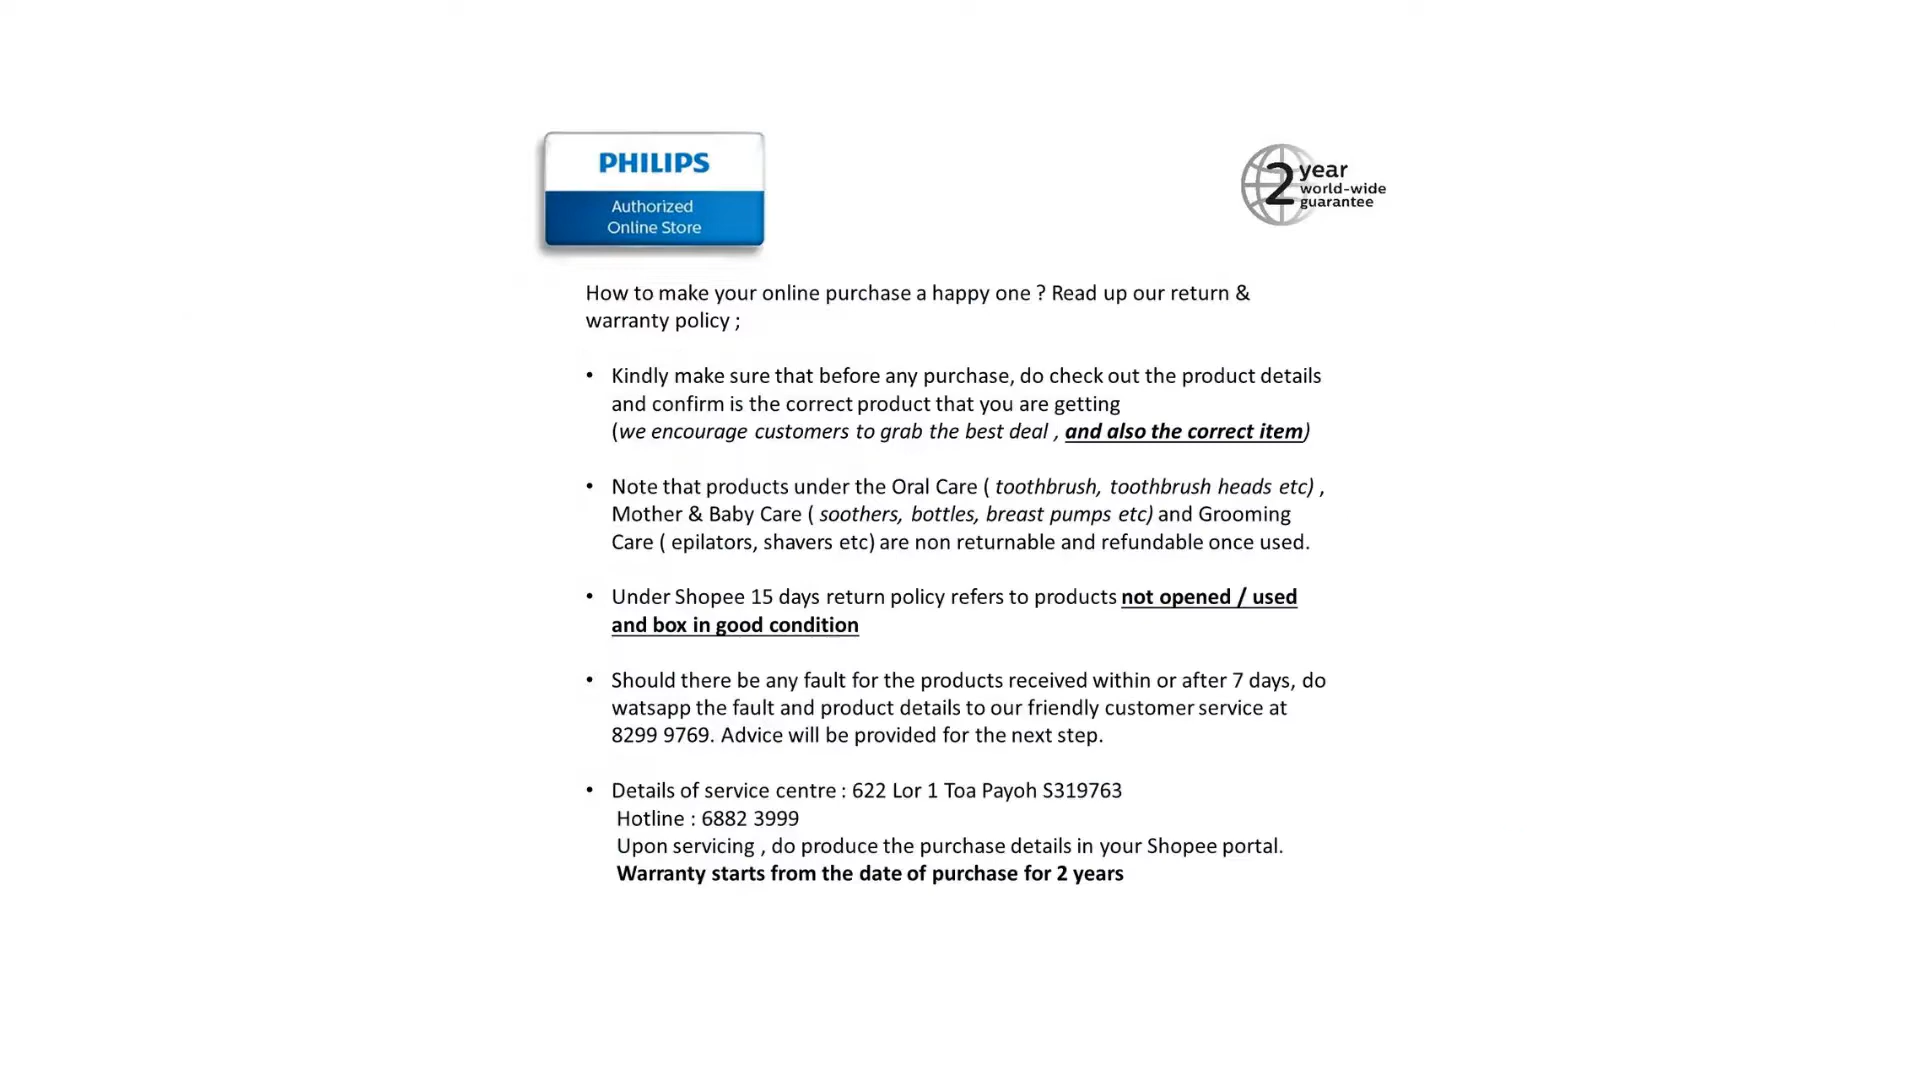 PHILIPS
Authorized
Online Store
2 year
world-wide
guarantee
How to make your online purchase a happy one ? Read up our return &
warranty policy ;
• Kindly make sure that before any purchase, do check out the product details
and confirm is the correct product that you are getting
(we encourage customers to grab the best deal , and also the correct item)
• Note that products under the Oral Care ( toothbrush, toothbrush heads etc) ,
Mother & Baby Care ( soothers, bottles, breast pumps etc) and Grooming
Care ( epilators, shavers etc) are non returnable and refundable once used.
• Under Shopee 15 days return policy refers to products not opened / used
and box in good condition
• Should there be any fault for the products received within or after 7 days, do
watsapp the fault and product details to our friendly customer service at
8299 9769. Advice will be provided for the next step.
• Details of service centre : 622 Lor 1 Toa Payoh S319763
Hotline : 6882 3999
Upon servicing , do produce the purchase details in your Shopee portal.
Warranty starts from the date of purchase for 2 years